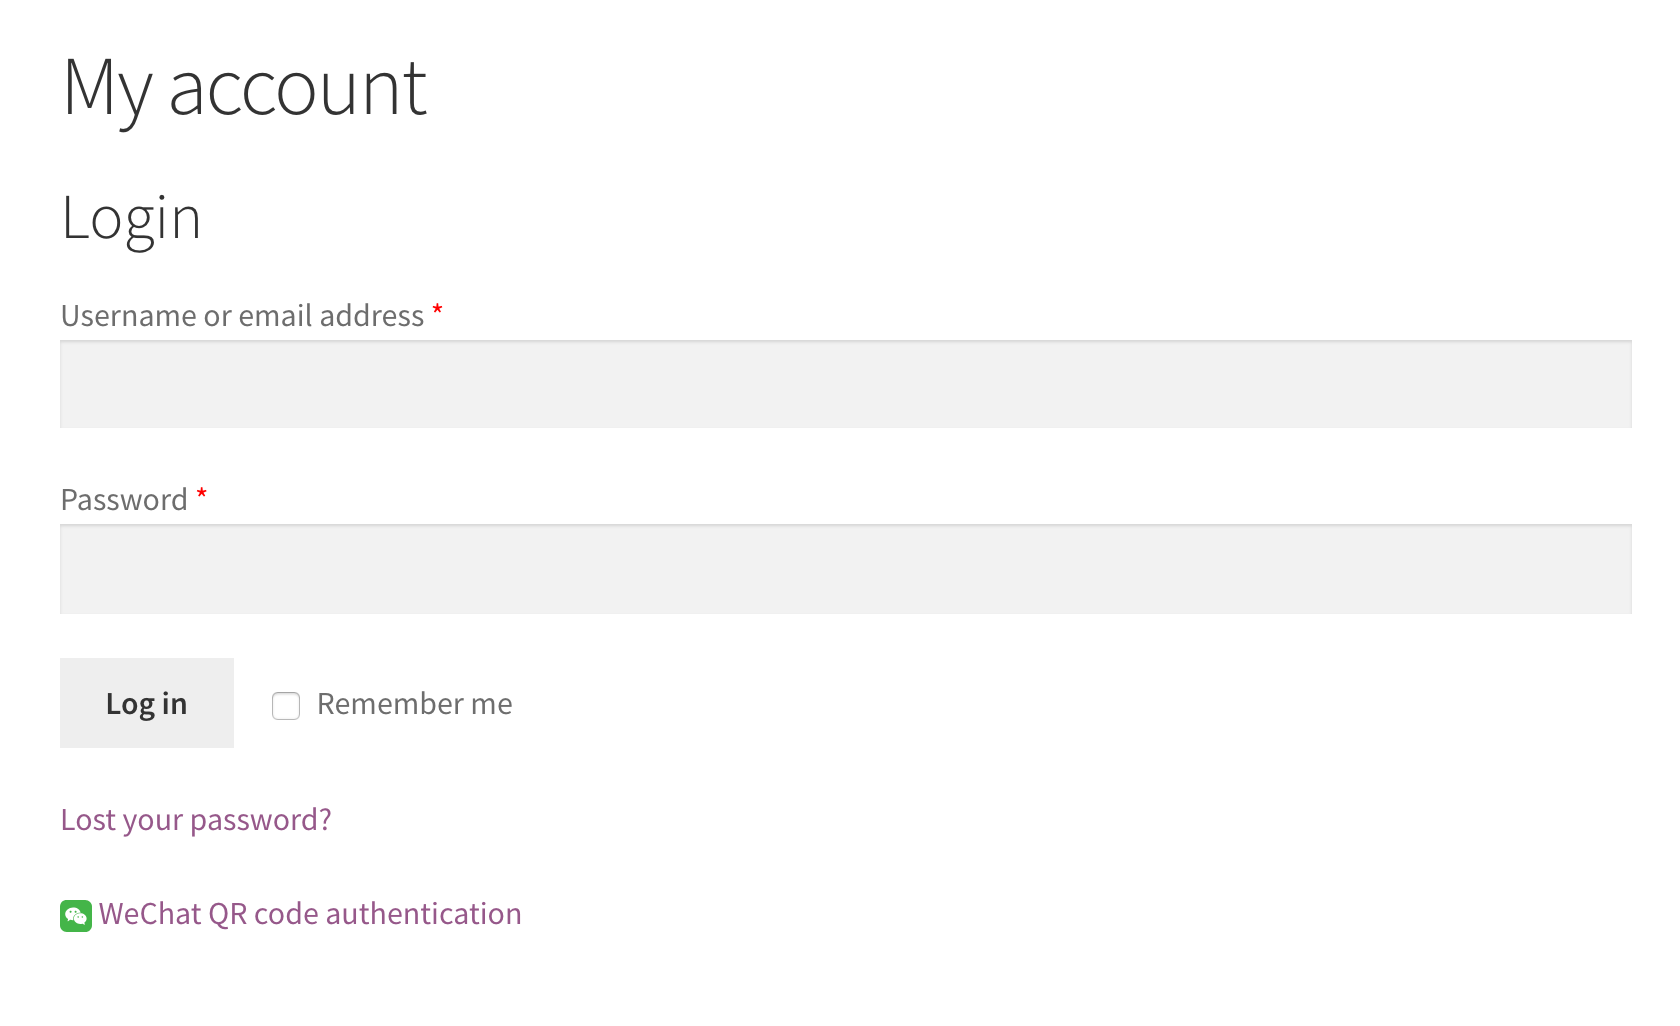 My account
Login
Username or email address *
Password *
Log in
Remember me
Lost your password?
WeChat QR code authentication